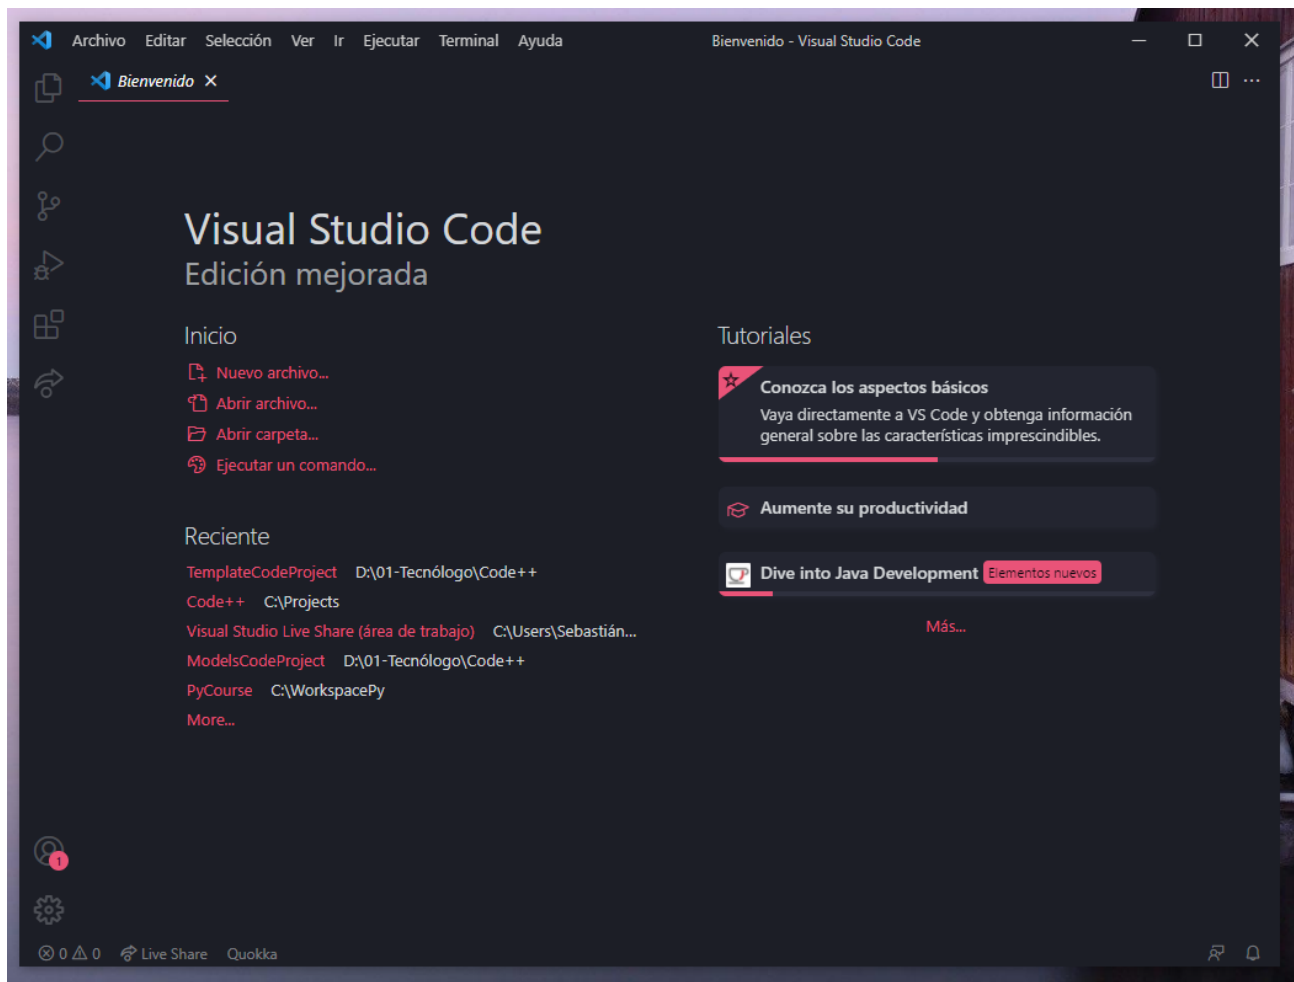 Archivo Editar Selección Ver Ir Ejecutar Terminal Ayuda Bienvenido - Visual Studio Code
Bienvenido
Visual Studio Code
Edición mejorada
Inicio
Nuevo archivo...
Abrir archivo...
Abrir carpeta...
Ejecutar un comando...
Reciente
TemplateCodeProject D:\01-Tecnólogo\Code++
Code++ C:\Projects
Visual Studio Live Share (área de trabajo) C:\Users\Sebastián...
ModelsCodeProject D:\01-Tecnólogo\Code++
PyCourse C:\WorkspacePy
More...
Tutoriales
Conozca los aspectos básicos
Vaya directamente a VS Code y obtenga información
general sobre las características imprescindibles.
Aumente su productividad
Dive into Java Development Elementos nuevos
Más...
1
0 0 Live Share Quokka